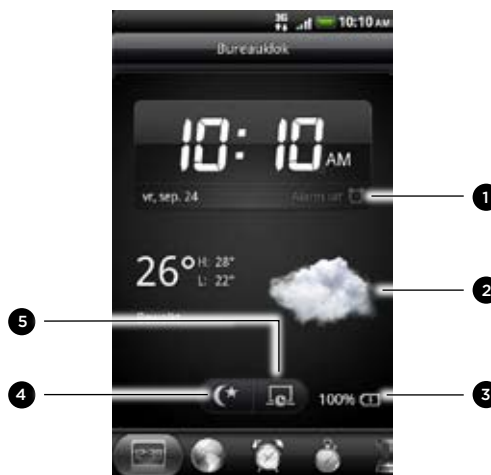 3G 10:10 AM
Bureauklok
10:10 AM
vr, sep. 24 Alarm uit
1
26° H: 28°
L: 22°
2
5
4
100%
3